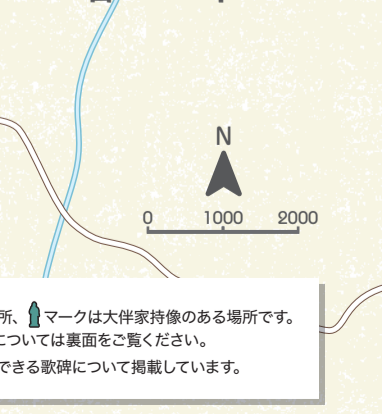 N
0 1000 2000
所、マークは大伴家持像のある場所です。
については裏面をご覧ください。
できる歌碑について掲載しています。